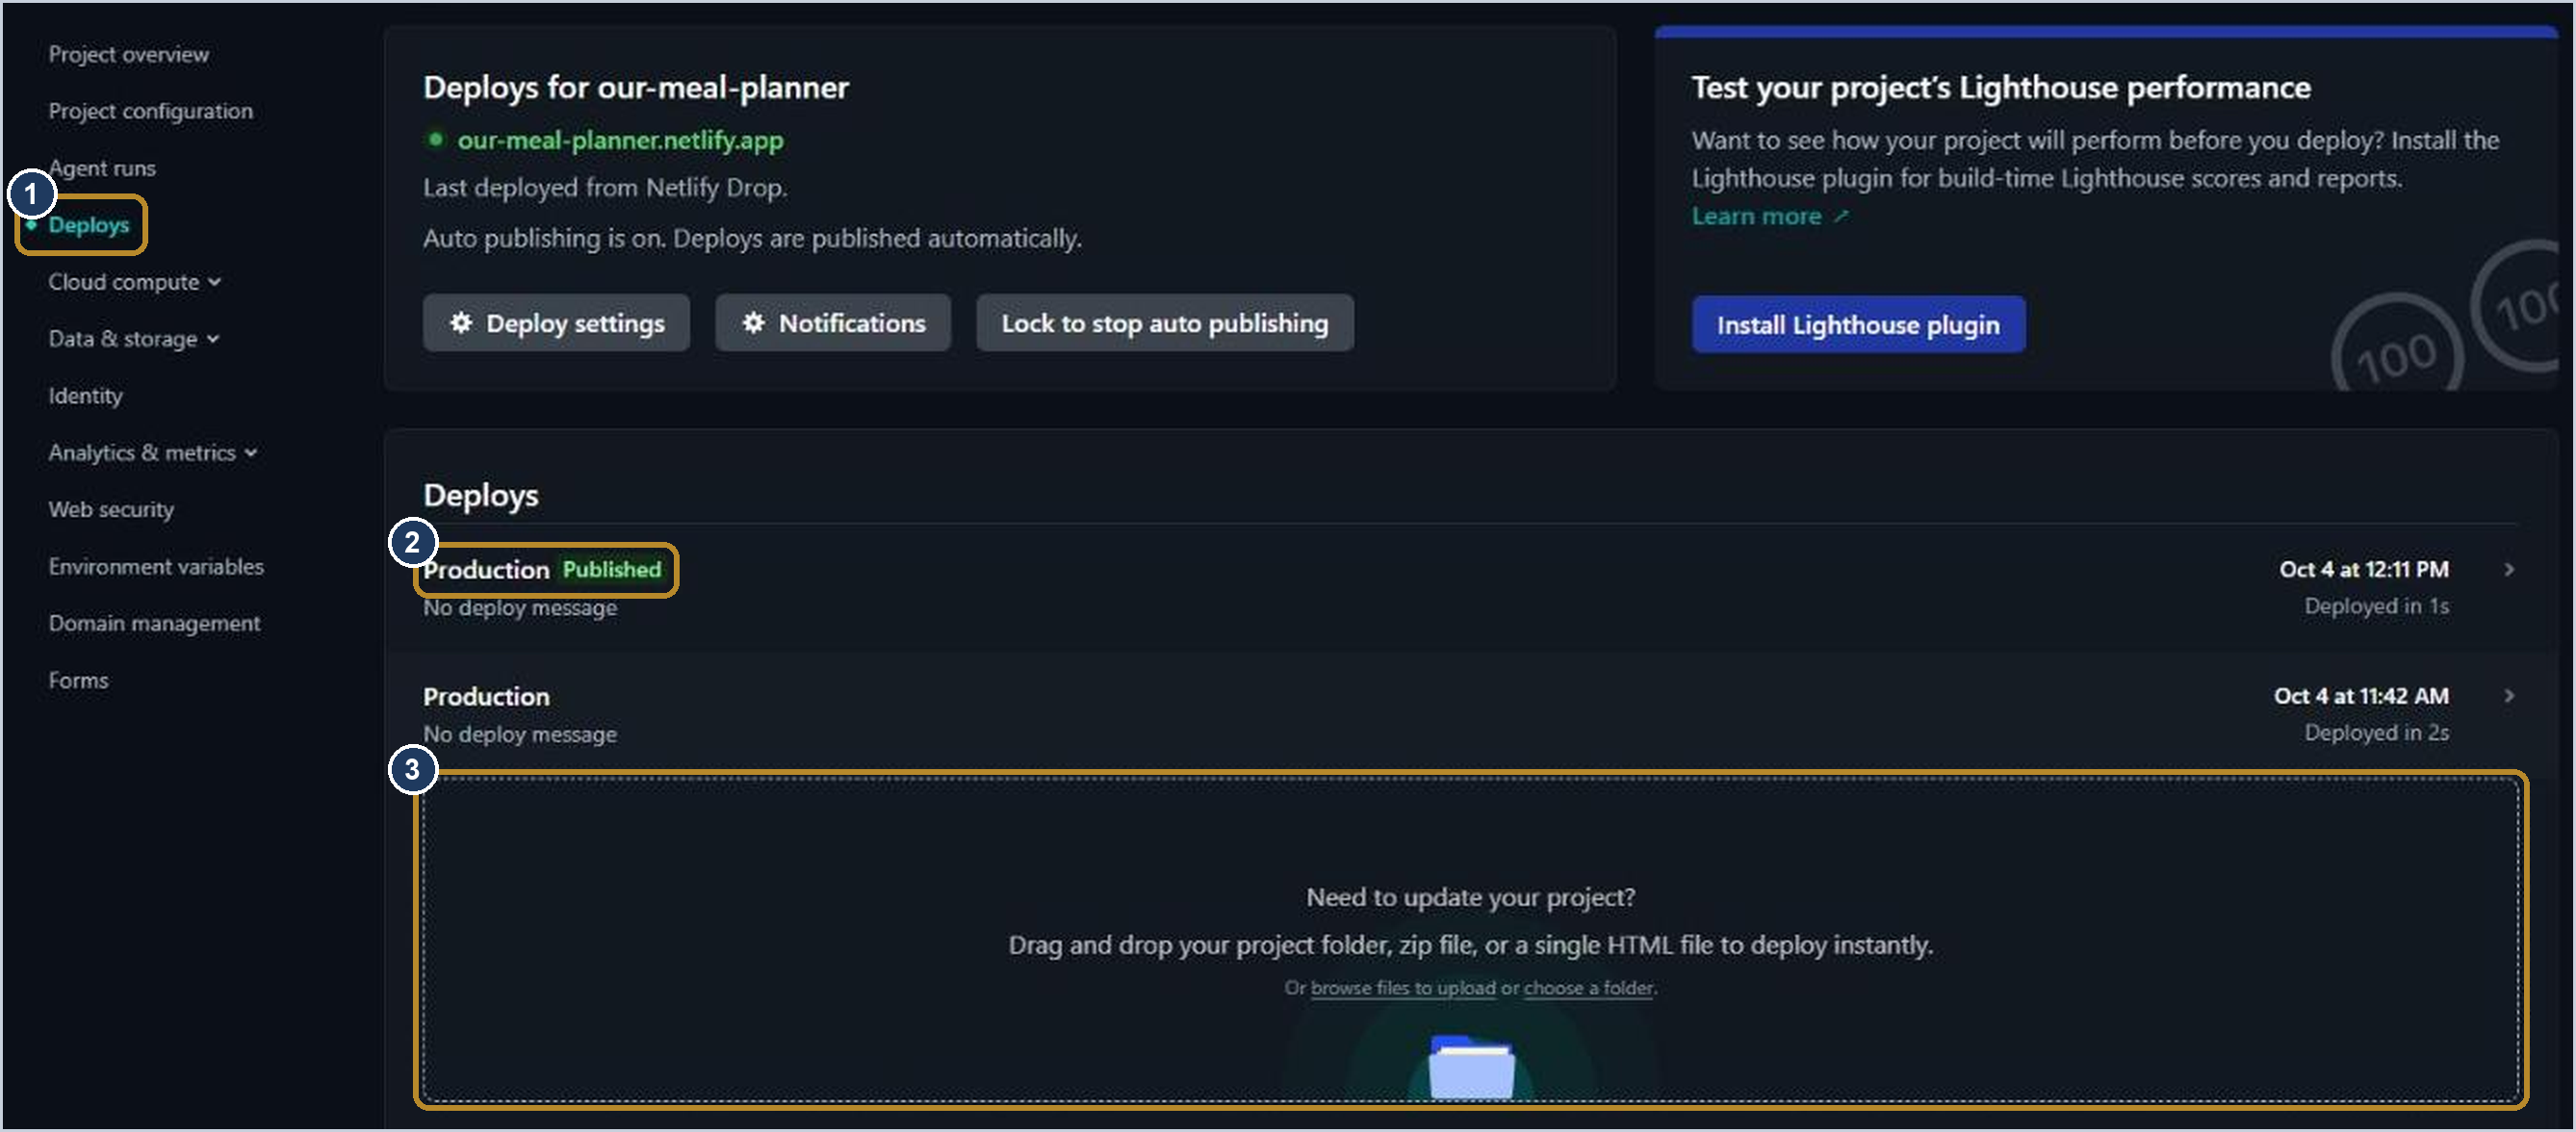 Project overview
Project configuration
Agent runs
1
Deploys
Cloud compute
Data & storage
Identity
Analytics & metrics
Web security
Environment variables
Domain management
Forms
Deploys for our-meal-planner
our-meal-planner.netlify.app
Last deployed from Netlify Drop.
Auto publishing is on. Deploys are published automatically.
Deploy settings
Notifications
Lock to stop auto publishing
Test your project's Lighthouse performance
Want to see how your project will perform before you deploy? Install the
Lighthouse plugin for build-time Lighthouse scores and reports.
Learn more
Install Lighthouse plugin
100
100
Deploys
2
Production Published
Oct 4 at 12:11 PM
No deploy message
Deployed in 1s
Production
Oct 4 at 11:42 AM
No deploy message
Deployed in 2s
3
Need to update your project?
Drag and drop your project folder, zip file, or a single HTML file to deploy instantly.
Or browse files to upload or choose a folder.